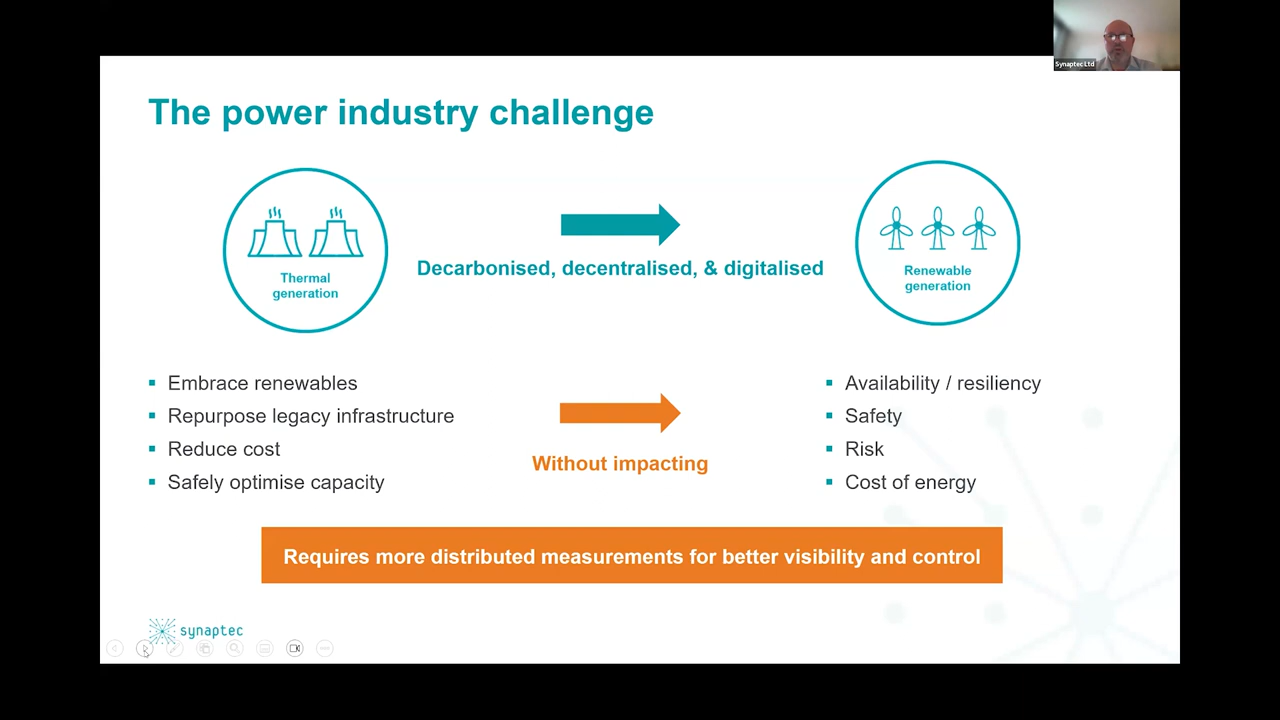 Synaptec Ltd
The power industry challenge
Thermal
generation
Decarbonised, decentralised, & digitalised
Renewable
generation
Embrace renewables
Repurpose legacy infrastructure
Reduce cost
Safely optimise capacity
Without impacting
Availability / resiliency
Safety
Risk
Cost of energy
Requires more distributed measurements for better visibility and control
synaptec